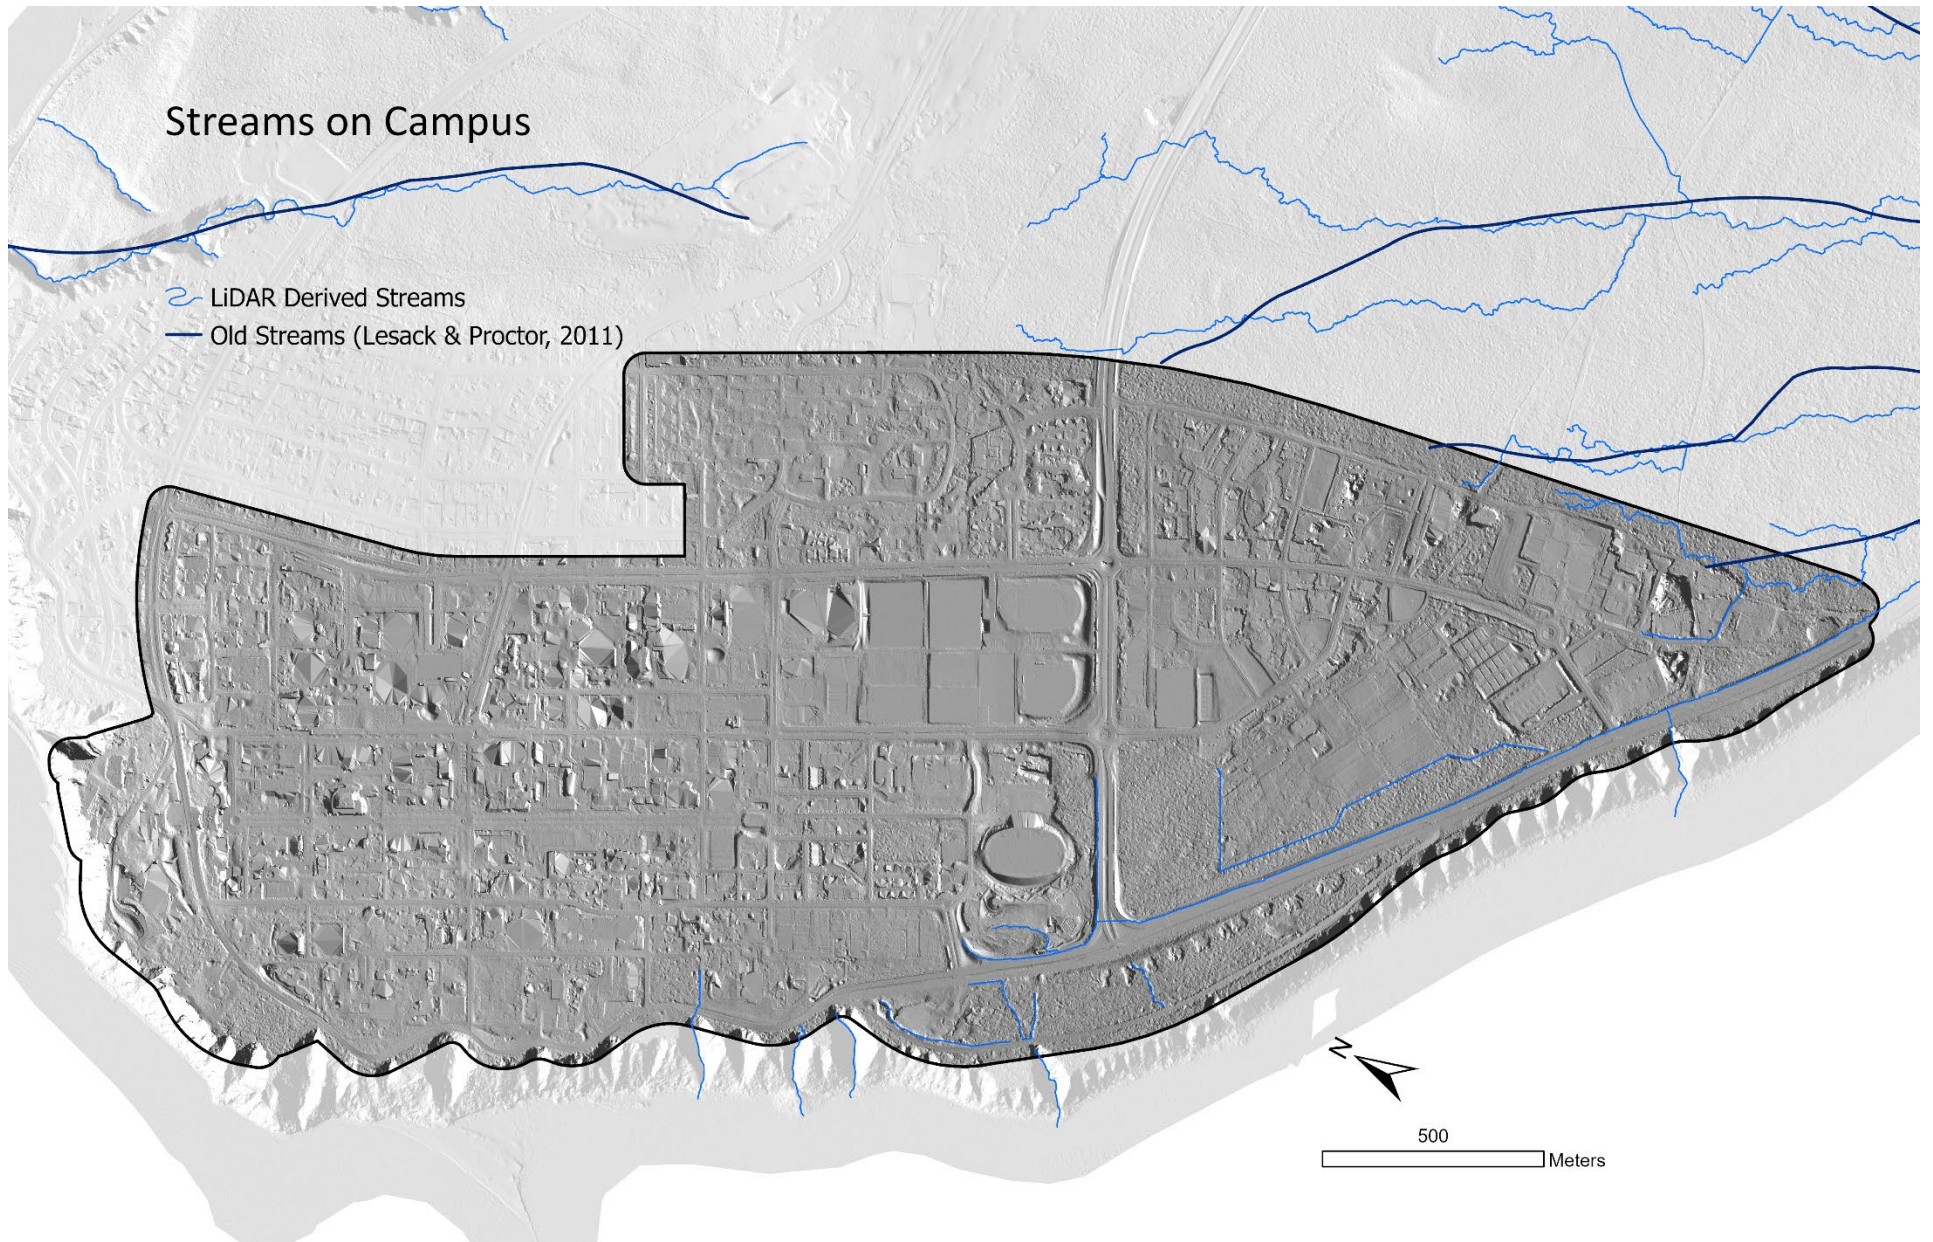 Streams on Campus
LiDAR Derived Streams
Old Streams (Lesack & Proctor, 2011)
N
500
Meters